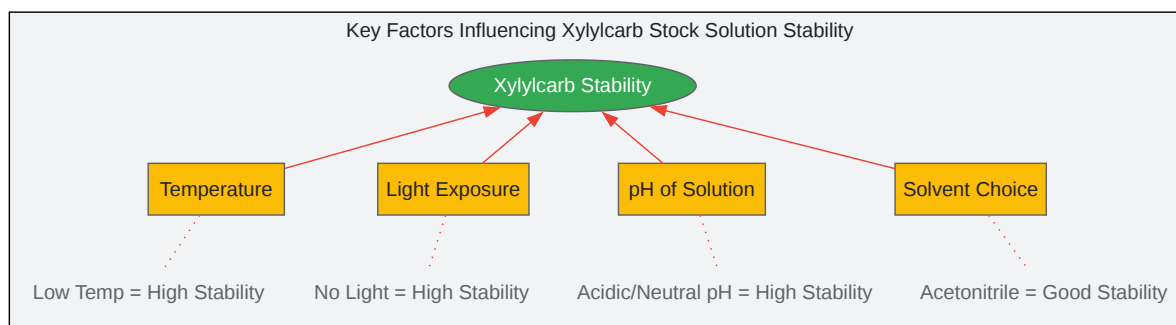 Key Factors Influencing Xylylcarb Stock Solution Stability
Xylylcarb Stability
Temperature
Light Exposure
pH of Solution
Solvent Choice
Low Temp = High Stability
No Light = High Stability
Acidic/Neutral pH = High Stability
Acetonitrile = Good Stability